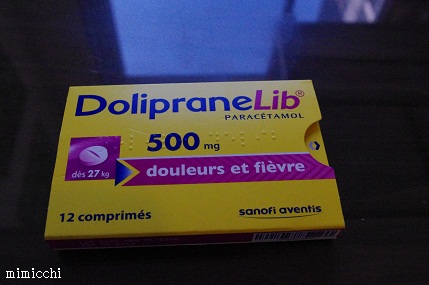 DolipraneLib®
PARACÉTAMOL
500 mg
dès 27 kg
douleurs et fièvre
12 comprimés
sanofi aventis
mimicchi